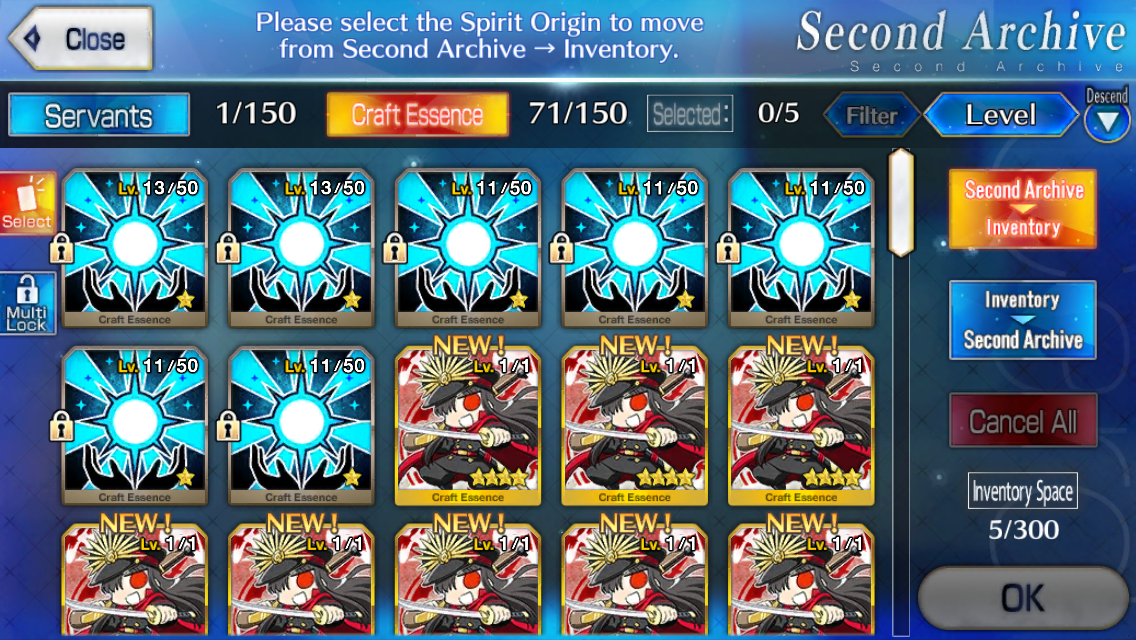 Close
Please select the Spirit Origin to move
from Second Archive → Inventory.
Second Archive
Second Archive
Servants
1/150
Craft Essence
71/150
Selected:
0/5
Filter
Level
Descend
Select
Multi
Lock
Lv. 13/50
Lv. 13/50
Lv. 11/50
Lv. 11/50
Lv. 11/50
Craft Essence
Craft Essence
Craft Essence
Craft Essence
Craft Essence
Lv. 11/50
Lv. 11/50
NEW!
Lv. 1/1
NEW!
Lv. 1/1
NEW!
Lv. 1/1
Craft Essence
Craft Essence
Craft Essence
Craft Essence
Craft Essence
NEW!
Lv. 1/1
NEW!
Lv. 1/1
NEW!
Lv. 1/1
NEW!
Lv. 1/1
NEW!
Lv. 1/1
Second Archive
Inventory
Inventory
Second Archive
Cancel All
Inventory Space
5/300
OK